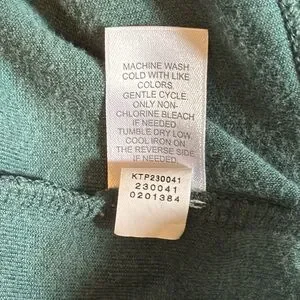 MACHINE WASH
COLD WITH LIKE
COLORS,
GENTLE CYCLE.
ONLY NON-
CHLORINE BLEACH
IF NEEDED.
TUMBLE DRY LOW.
COOL IRON ON
THE REVERSE SIDE
IF NEEDED.
KTP230041
230041
0201384